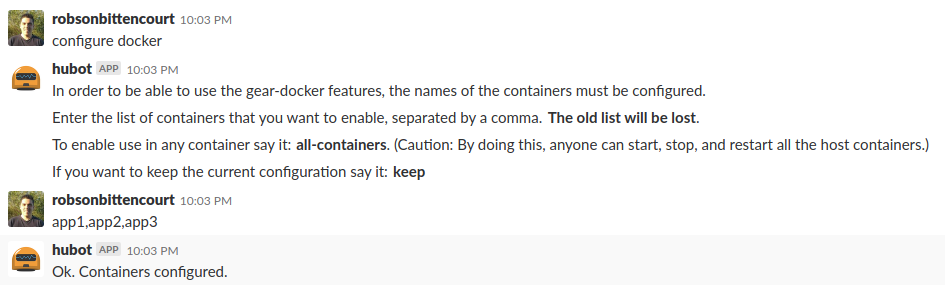 robsonbittencourt 10:03 PM
configure docker
hubot APP 10:03 PM
In order to be able to use the gear-docker features, the names of the containers must be configured.
Enter the list of containers that you want to enable, separated by a comma. The old list will be lost.
To enable use in any container say it: all-containers. (Caution: By doing this, anyone can start, stop, and restart all the host containers.)
If you want to keep the current configuration say it: keep
robsonbittencourt 10:03 PM
app1,app2,app3
hubot APP 10:03 PM
Ok. Containers configured.